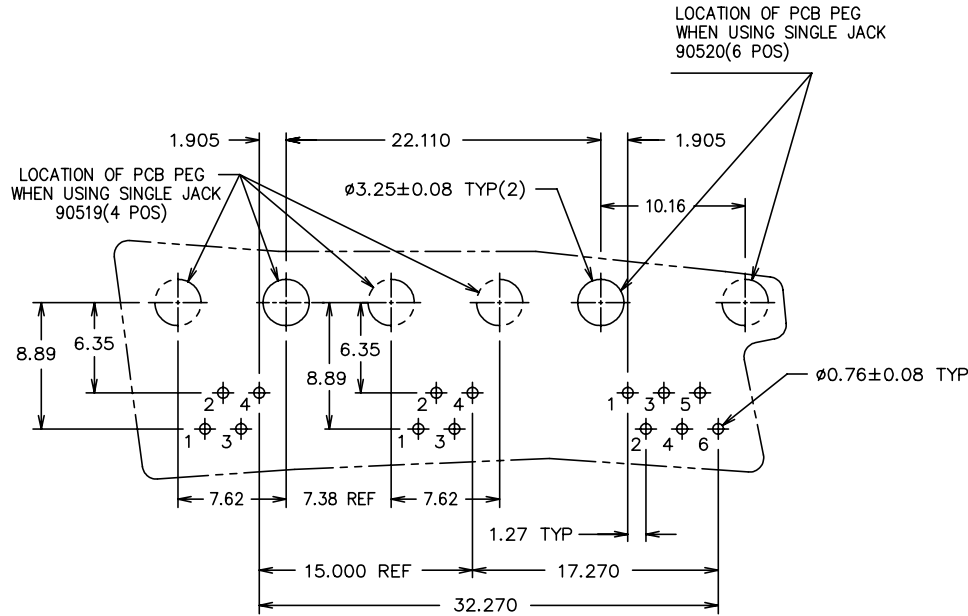 LOCATION OF PCB PEG
WHEN USING SINGLE JACK
90520(6 POS)
1.905
22.110
1.905
LOCATION OF PCB PEG
WHEN USING SINGLE JACK
90519(4 POS)
ø3.25±0.08 TYP(2)
10.16
8.89
6.35
8.89
6.35
ø0.76±0.08 TYP
2 4
2 4
1 3 5
1 3
1 3
2 4 6
7.62
7.38 REF
7.62
1.27 TYP
15.000 REF
17.270
32.270